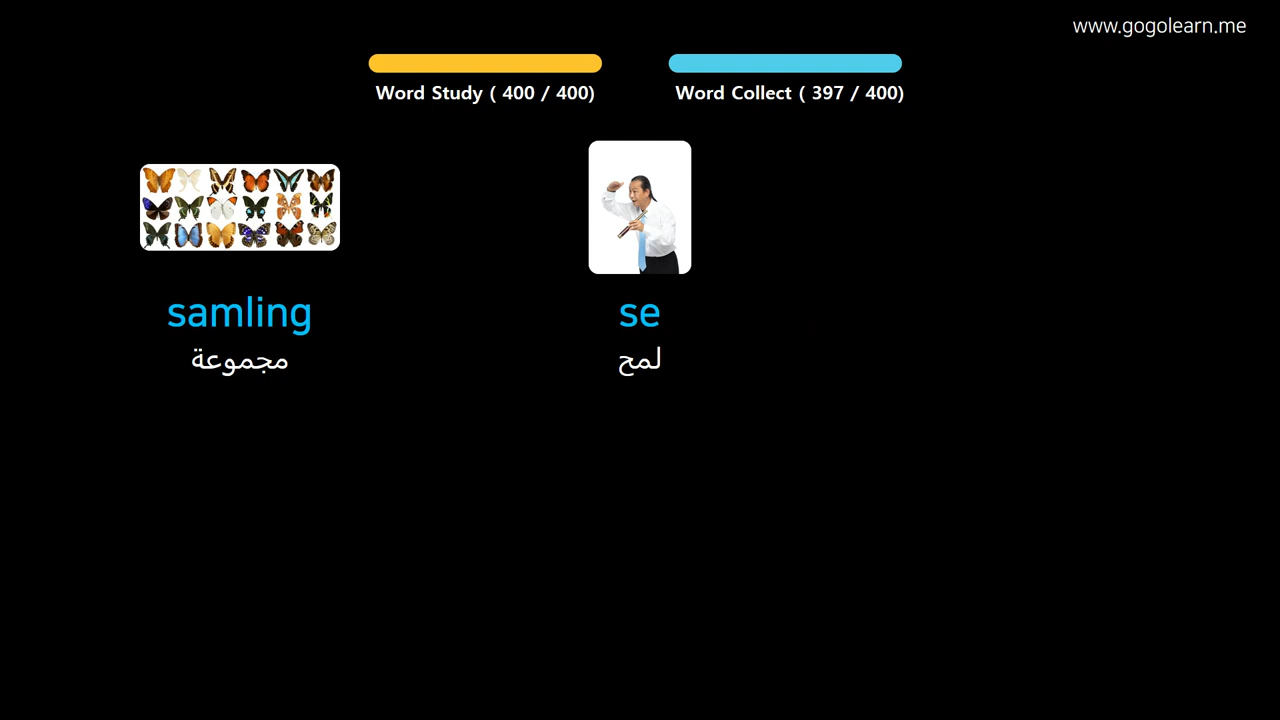 www.gogolearn.me
Word Study ( 400 / 400)
Word Collect ( 397 / 400)
samling
مجموعة
se
لمح